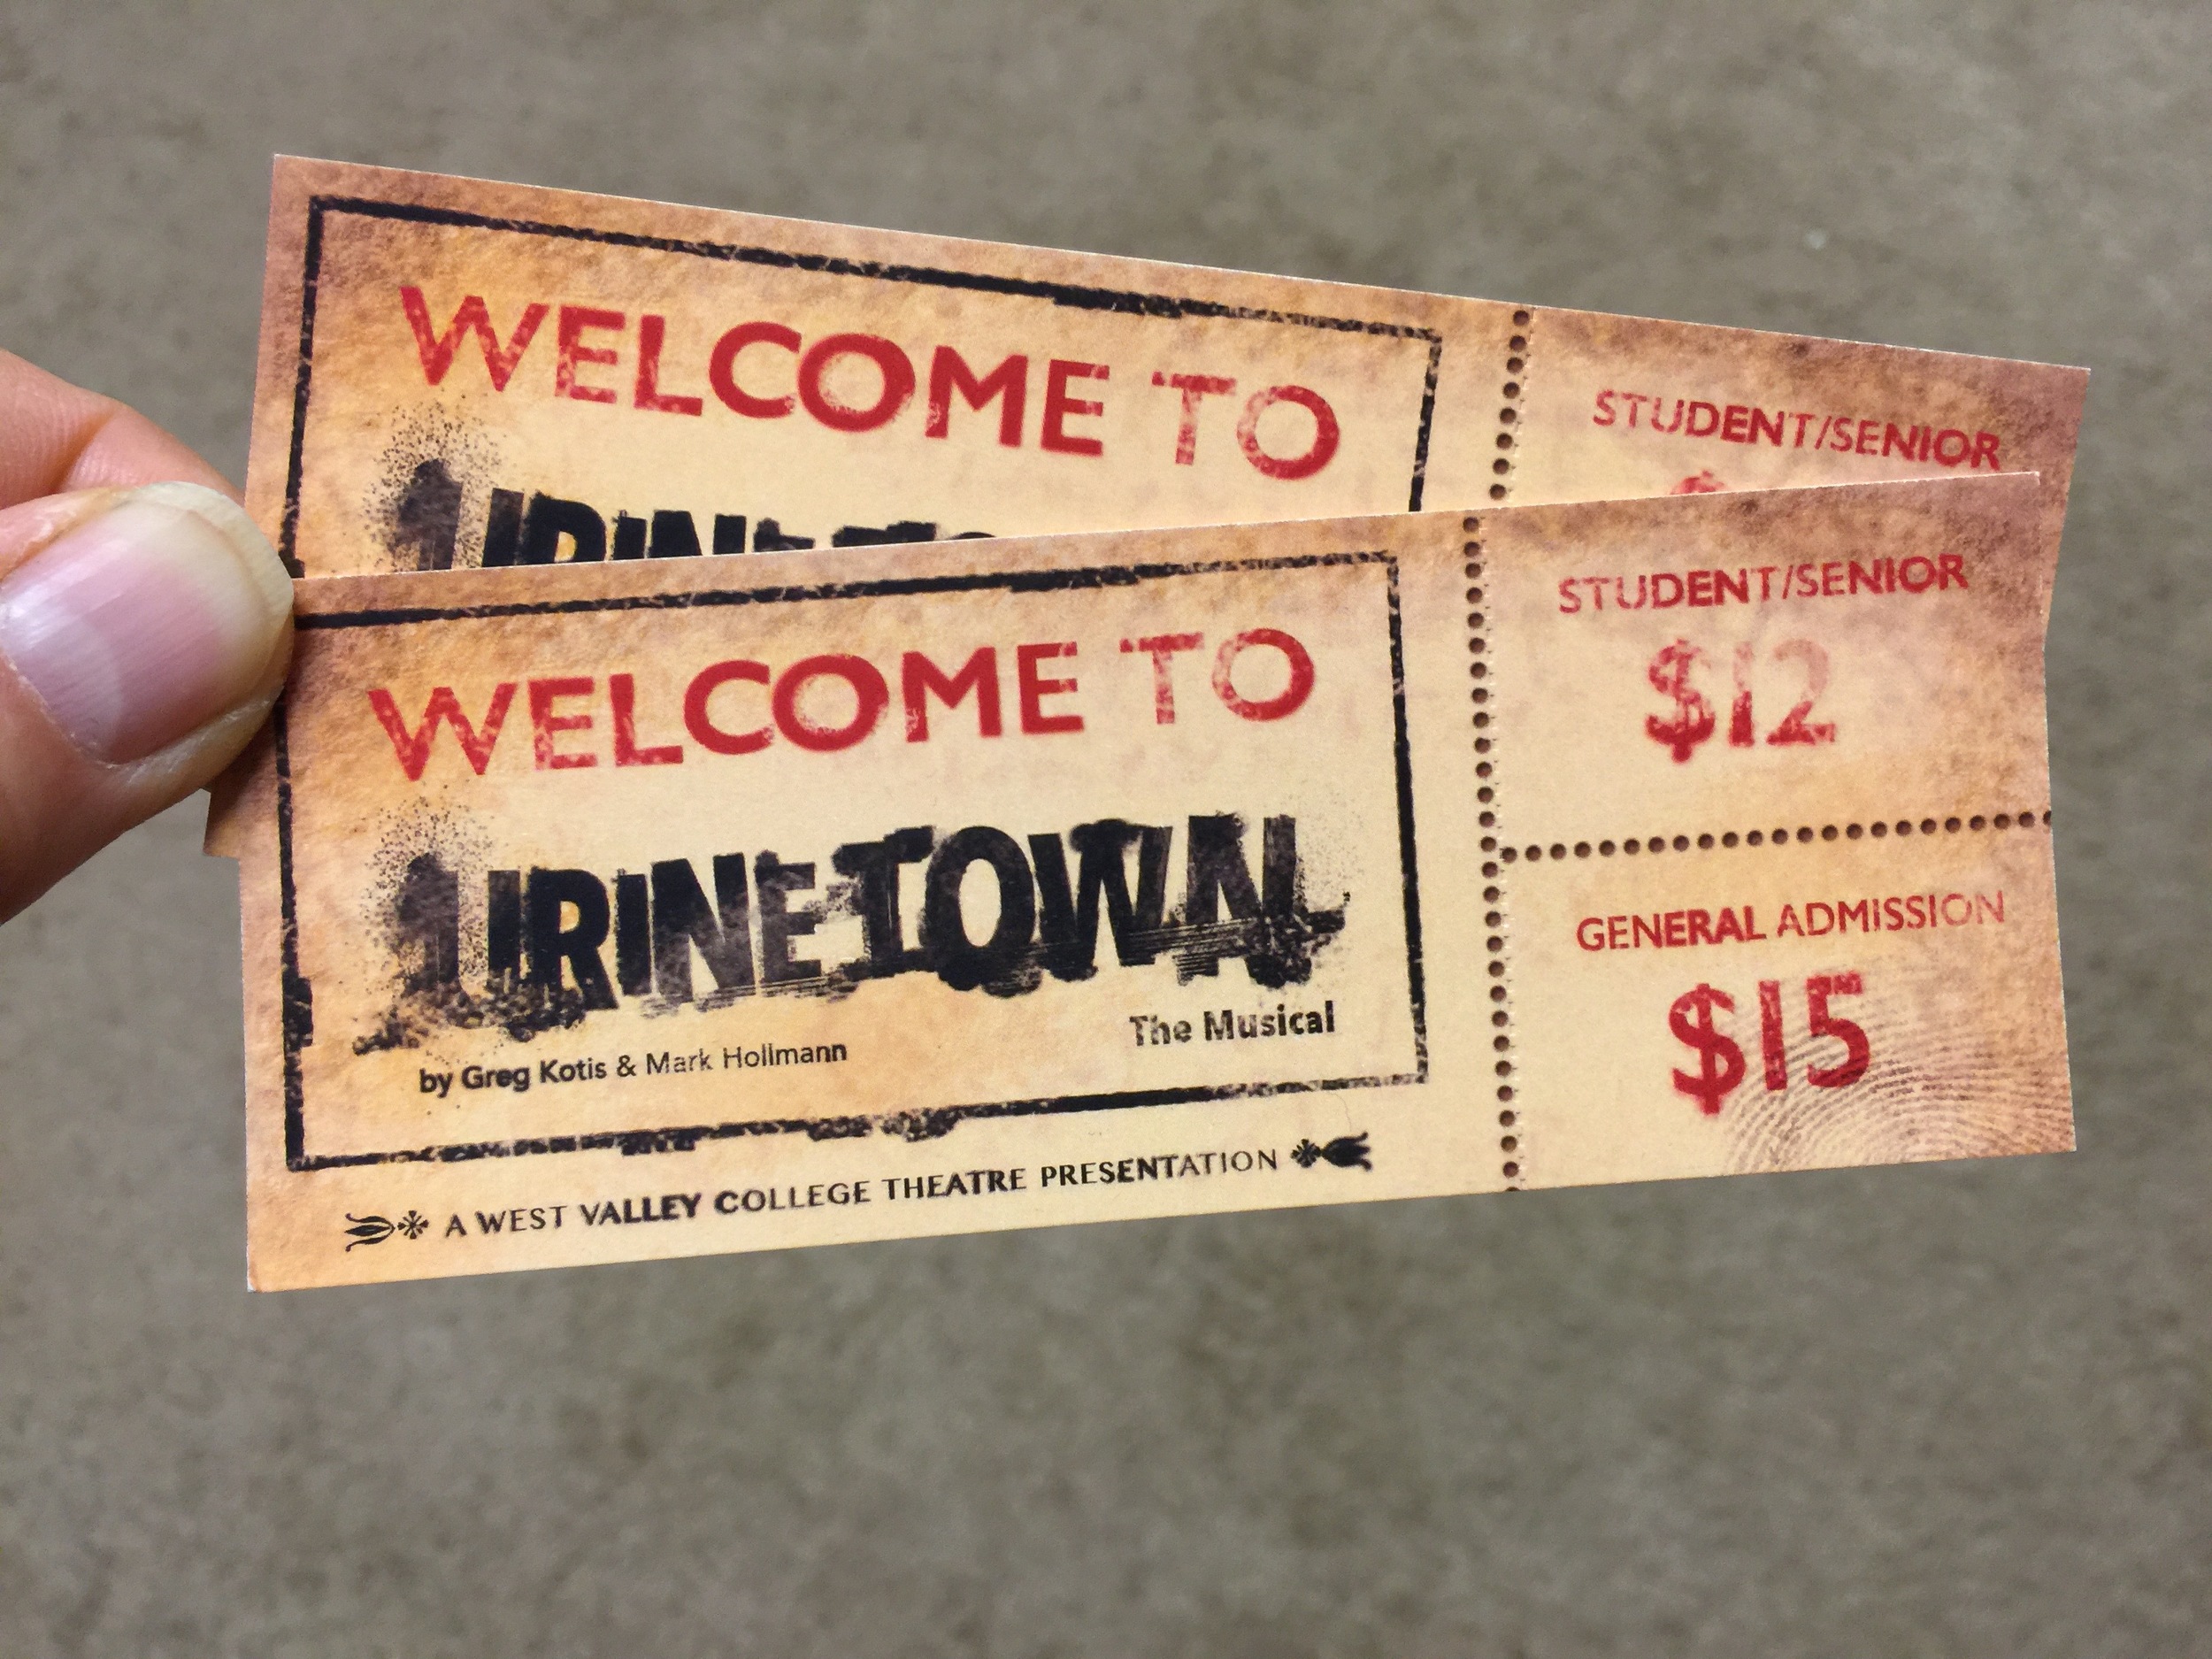 WELCOME TO
STUDENT/SENIOR
WELCOME TO
URINETOWN
The Musical
by Greg Kotis & Mark Hollmann
A WEST VALLEY COLLEGE THEATRE PRESENTATION
STUDENT/SENIOR
$12
GENERAL ADMISSION
$15